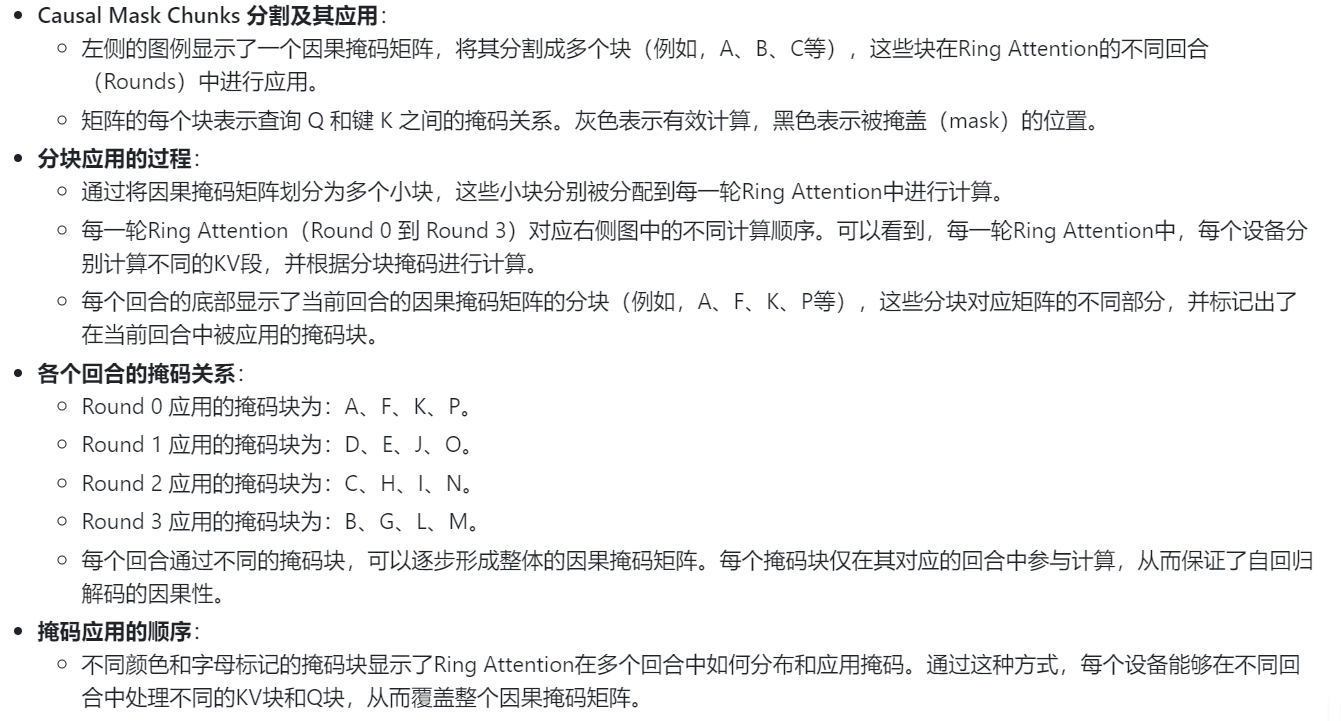 Causal Mask Chunks 分割及其应用：
左侧的图例显示了一个因果掩码矩阵，将其分割成多个块（例如，A、B、C等），这些块在Ring Attention的不同回合
（Rounds）中进行应用。
矩阵的每个块表示查询 Q 和键 K 之间的掩码关系。灰色表示有效计算，黑色表示被掩盖（mask）的位置。
分块应用的过程：
通过将因果掩码矩阵划分为多个小块，这些小块分别被分配到每一轮Ring Attention中进行计算。
每一轮Ring Attention（Round 0 到 Round 3）对应右侧图中的不同计算顺序。可以看到，每一轮Ring Attention中，每个设备分
别计算不同的KV段，并根据分块掩码进行计算。
每个回合的底部显示了当前回合的因果掩码矩阵的分块（例如，A、F、K、P等），这些分块对应矩阵的不同部分，并标记出了
在当前回合中被应用的掩码块。
各个回合的掩码关系：
Round 0 应用的掩码块为：A、F、K、P。
Round 1 应用的掩码块为：D、E、J、O。
Round 2 应用的掩码块为：C、H、I、N。
Round 3 应用的掩码块为：B、G、L、M。
每个回合通过不同的掩码块，可以逐步形成整体的因果掩码矩阵。每个掩码块仅在其对应的回合中参与计算，从而保证了自回归
解码的因果性。
掩码应用的顺序：
不同颜色和字母标记的掩码块显示了Ring Attention在多个回合中如何分布和应用掩码。通过这种方式，每个设备能够在不同回
合中处理不同的KV块和Q块，从而覆盖整个因果掩码矩阵。